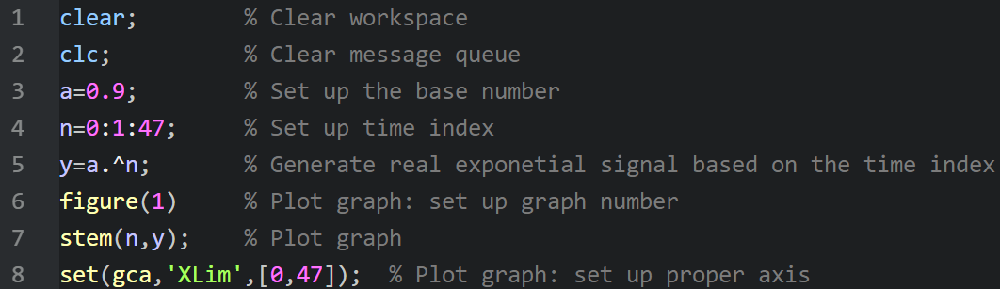 1 clear; % Clear workspace
2 clc; % Clear message queue
3 a=0.9; % Set up the base number
4 n=0:1:47; % Set up time index
5 y=a.^n; % Generate real exponetial signal based on the time index
6 figure(1) % Plot graph: set up graph number
7 stem(n,y); % Plot graph
8 set(gca,'XLim',[0,47]); % Plot graph: set up proper axis